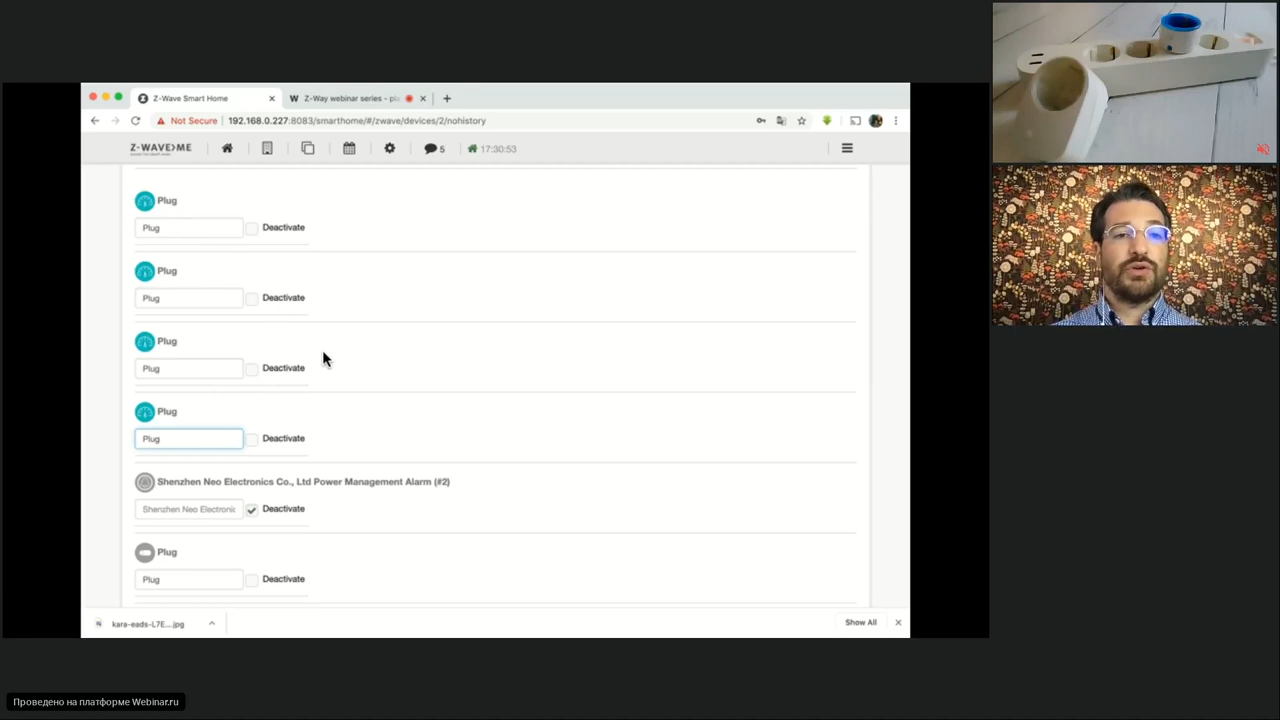 Z-Wave Smart Home
Z-Way webinar series - pla
Not Secure
192.168.0.227:8083/smarthome/#/zwave/devices/2/nohistory
Z-WAVE>ME
5
17:30:53
Plug
Plug
Deactivate
Plug
Plug
Deactivate
Plug
Plug
Deactivate
Plug
Plug
Deactivate
Shenzhen Neo Electronics Co., Ltd Power Management Alarm (#2)
Shenzhen Neo Electronic
Deactivate
Plug
Plug
Deactivate
kara-eads-L7E....jpg
Show All
Проведено на платформе Webinar.ru